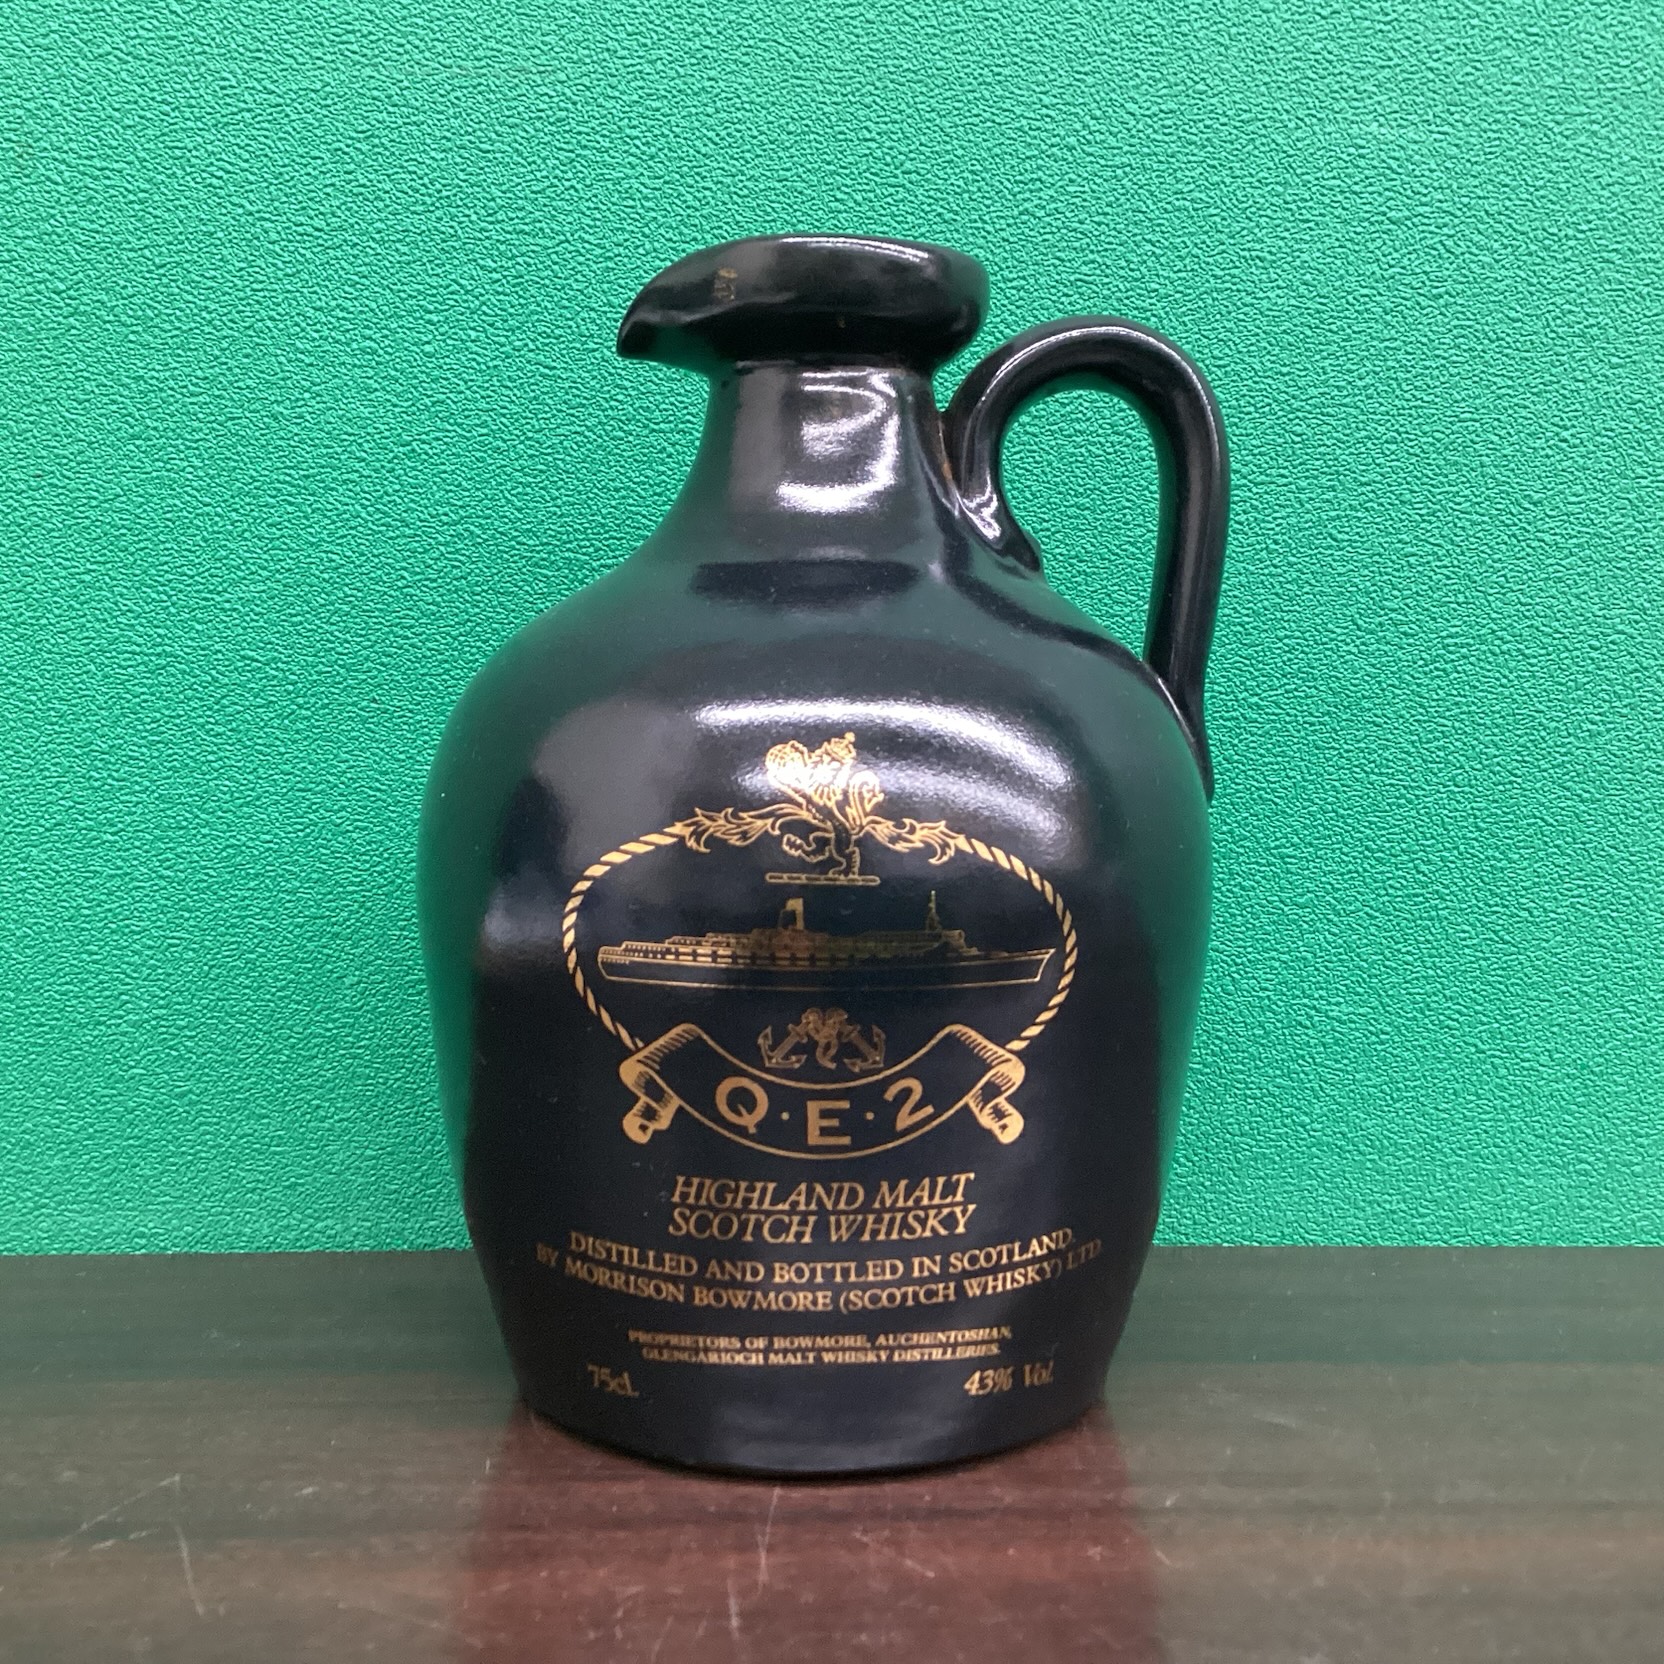 Q·E·2
HIGHLAND MALT
SCOTCH WHISKY
DISTILLED AND BOTTLED IN SCOTLAND,
BY MORRISON BOWMORE (SCOTCH WHISKY) LTD
PROPRIETORS OF BOWMORE, AUCHENTOSHAN,
GLENGARIOCH MALT WHISKY DISTILLERIES.
75cl. 43% Vol.